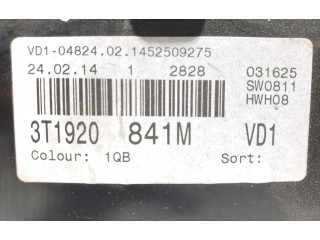 VD1-04824.02.1452509275
24.02.14 1 2828 031625
SW0811
HWH08
3T1920 841M VD1
Colour: 1QB Sort: